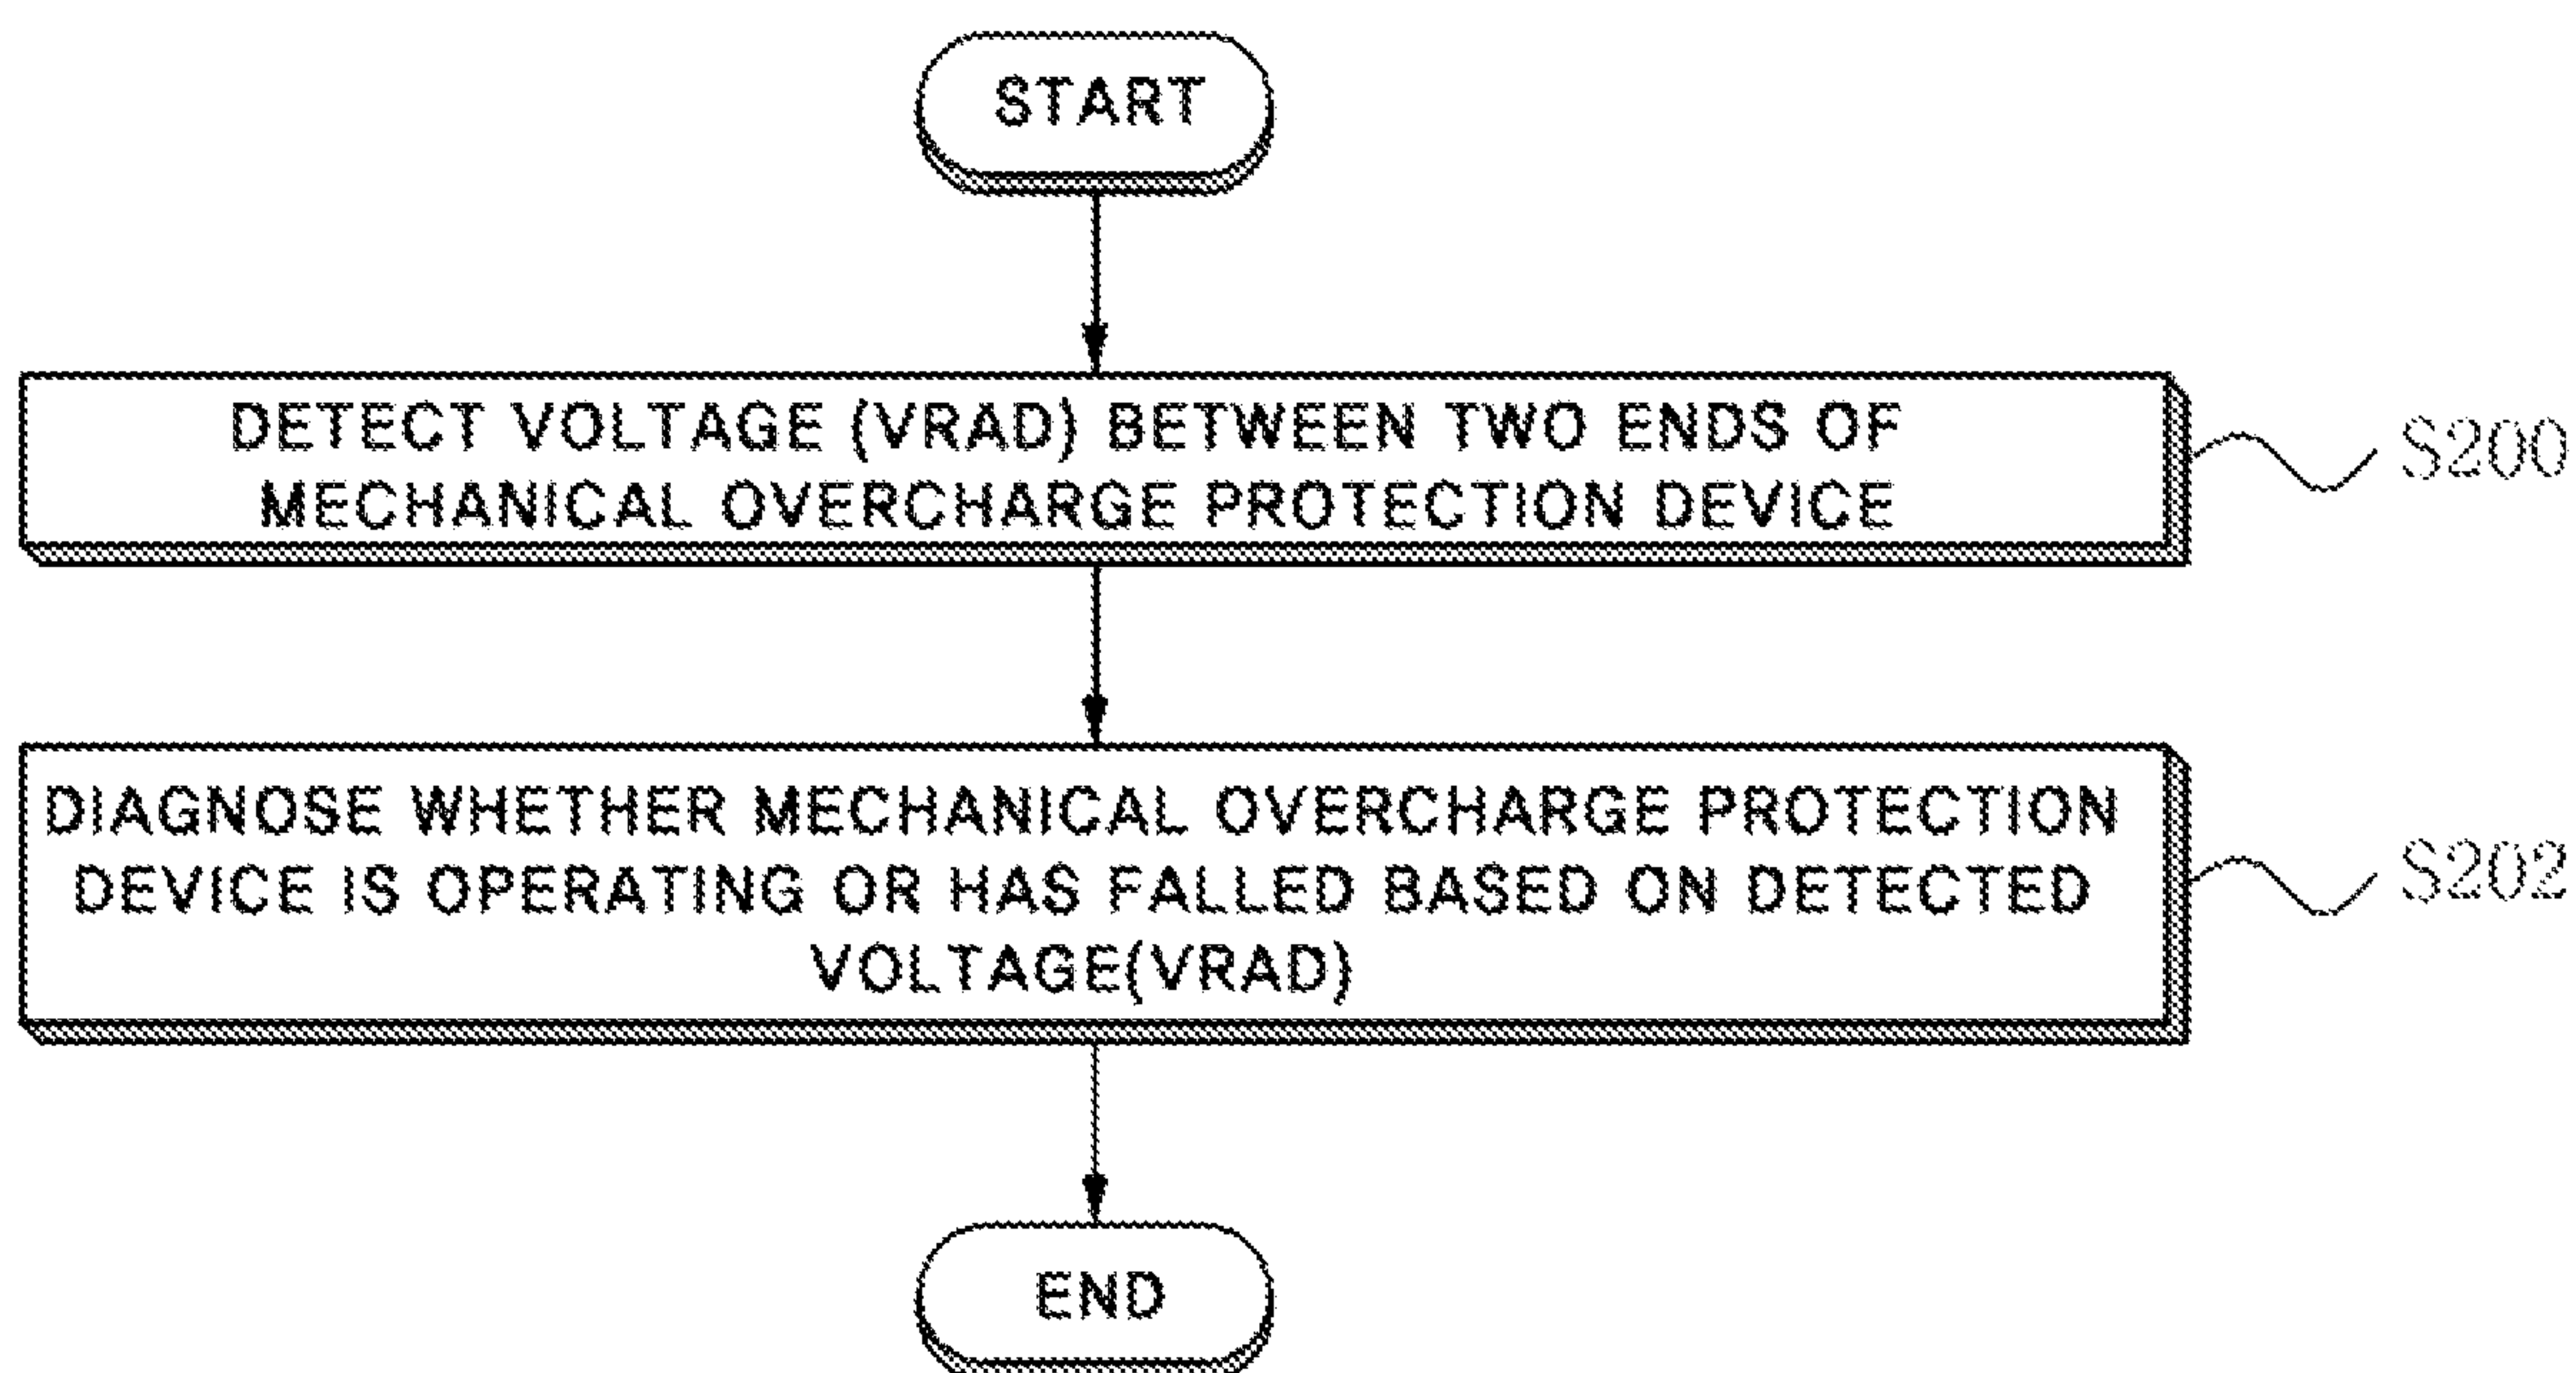 START
DETECT VOLTAGE (VRAD) BETWEEN TWO ENDS OF
MECHANICAL OVERCHARGE PROTECTION DEVICE
S200
DIAGNOSE WHETHER MECHANICAL OVERCHARGE PROTECTION
DEVICE IS OPERATING OR HAS FALLED BASED ON DETECTED
VOLTAGE(VRAD)
S202
END